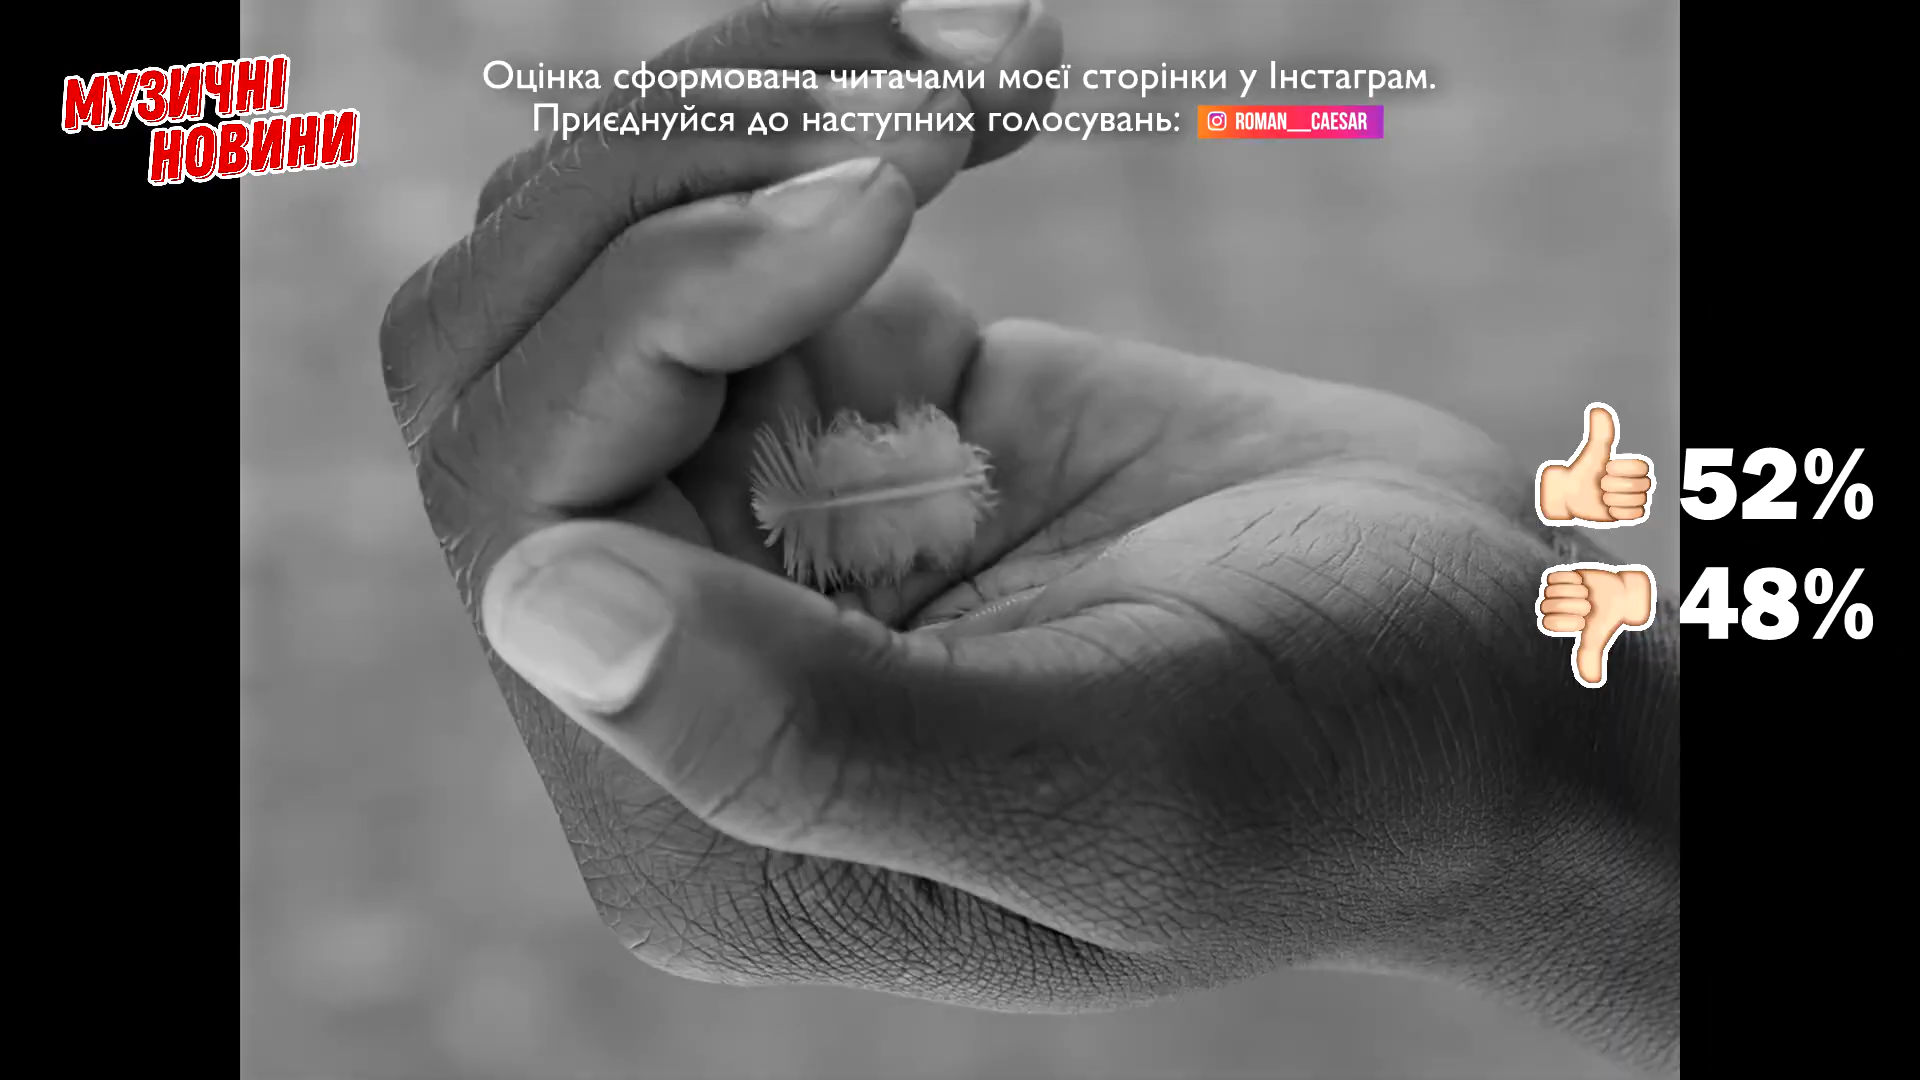 МУЗИЧНІ
НОВИНИ
Оцінка сформована читачами моєї сторінки у Інстаграм.
Приєднуйся до наступних голосувань: ROMAN__CAESAR
52%
48%